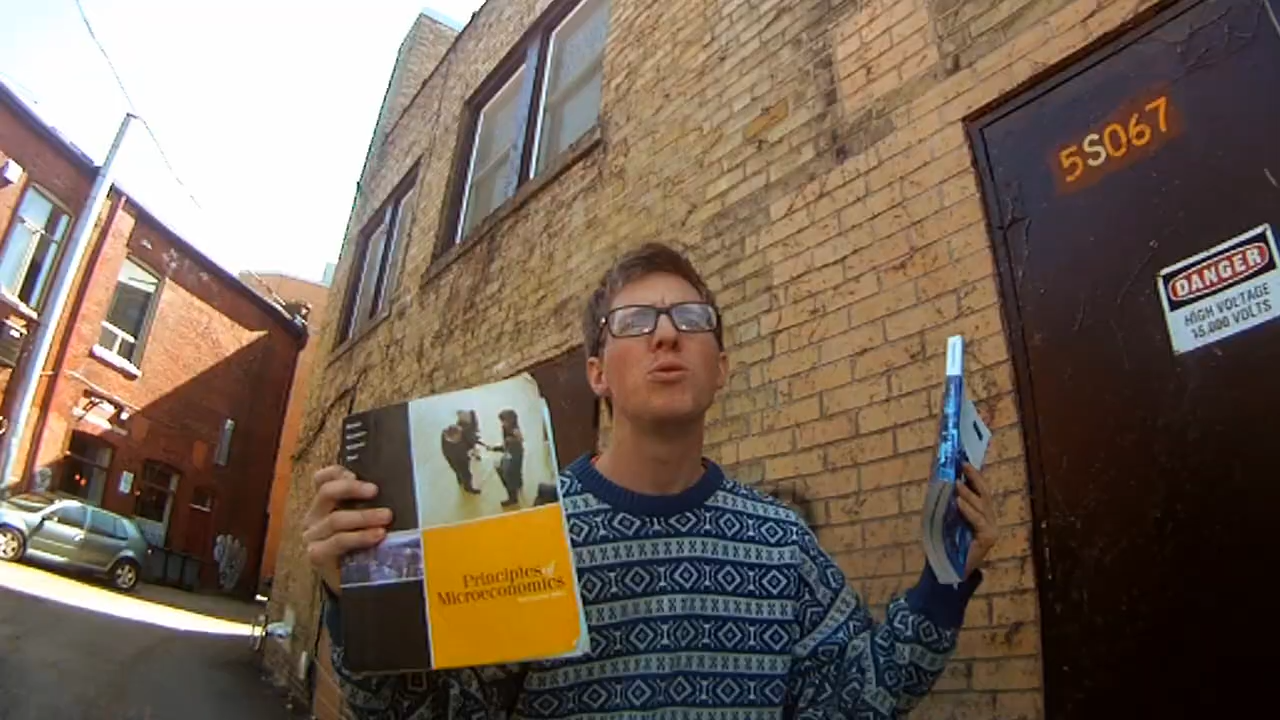 Principles of
Microeconomics
5S067
DANGER
HIGH VOLTAGE
15,000 VOLTS